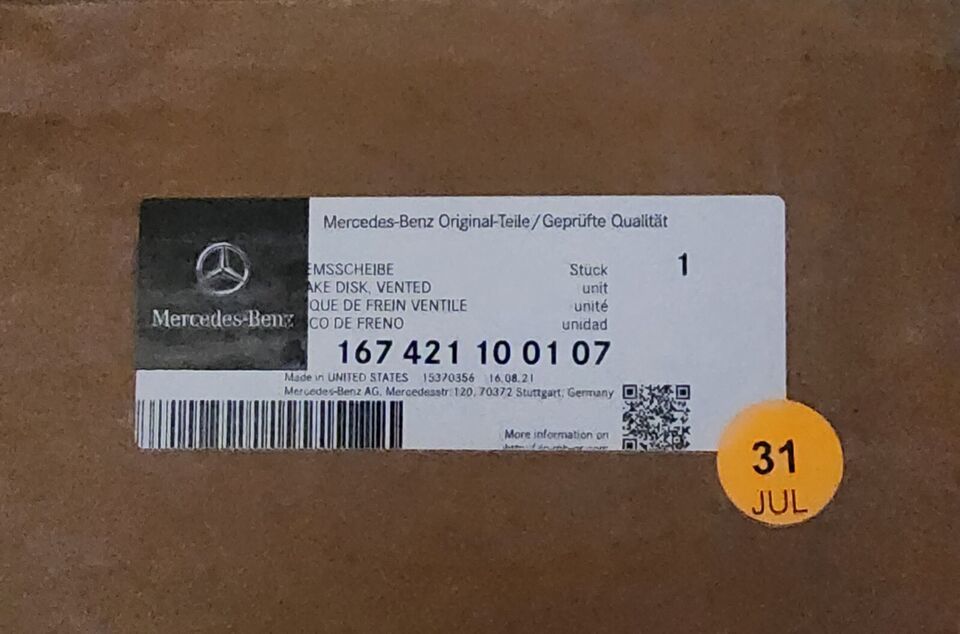 Mercedes-Benz Original-Teile/Geprüfte Qualität
EMSSCHEIBE Stück 1
AKE DISK, VENTED unit
QUE DE FREIN VENTILE unité
CO DE FRENO unidad
Mercedes-Benz
167 421 10 01 07
Made in UNITED STATES 15370356 16.08.21
Mercedes-Benz AG, Mercedesstr. 120, 70372 Stuttgart, Germany
More information on
31
JUL